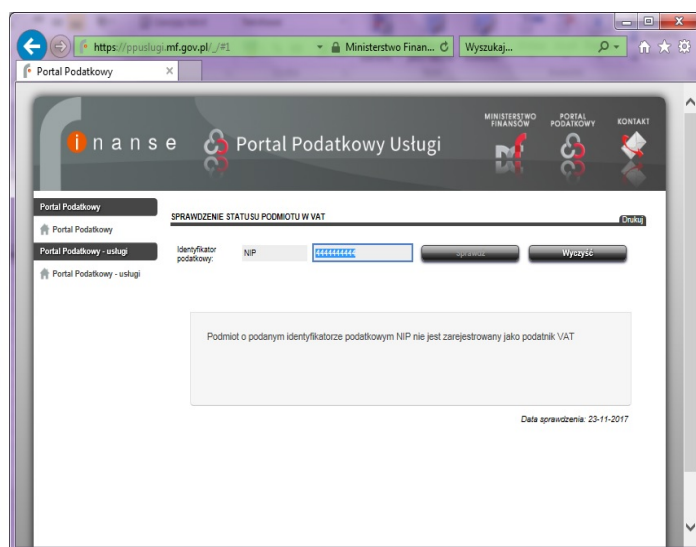 https://ppuslugi.mf.gov.pl/_/#1
Ministerstwo Finan...
Wyszukaj...
Portal Podatkowy
inanse
Portal Podatkowy Usługi
MINISTERSTWO FINANSÓW
PORTAL PODATKOWY
KONTAKT
Portal Podatkowy
Portal Podatkowy
Portal Podatkowy - usługi
Portal Podatkowy - usługi
SPRAWDZENIE STATUSU PODMIOTU W VAT
Drukuj
Identyfikator
podatkowy:
NIP
Sprawdź
Wyczyść
Podmiot o podanym identyfikatorze podatkowym NIP nie jest zarejestrowany jako podatnik VAT
Data sprawdzenia: 23-11-2017